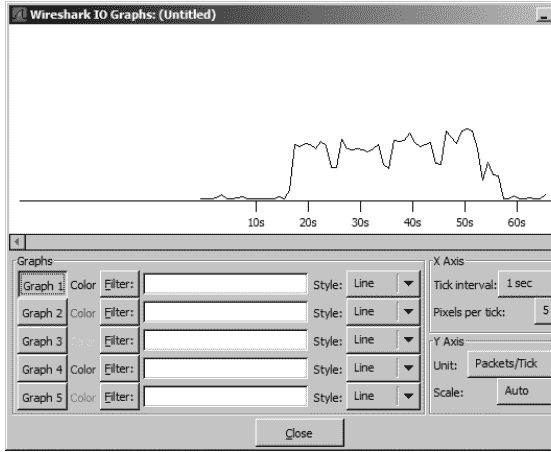 Wireshark IO Graphs: (Untitled)
10s 20s 30s 40s 50s 60s
Graphs
Graph 1 Color Filter: Style: Line
Graph 2 Color Filter: Style: Line
Graph 3 Filter: Style: Line
Graph 4 Color Filter: Style: Line
Graph 5 Color Filter: Style: Line
X Axis
Tick interval: 1 sec
Pixels per tick: 5
Y Axis
Unit: Packets/Tick
Scale: Auto
Close